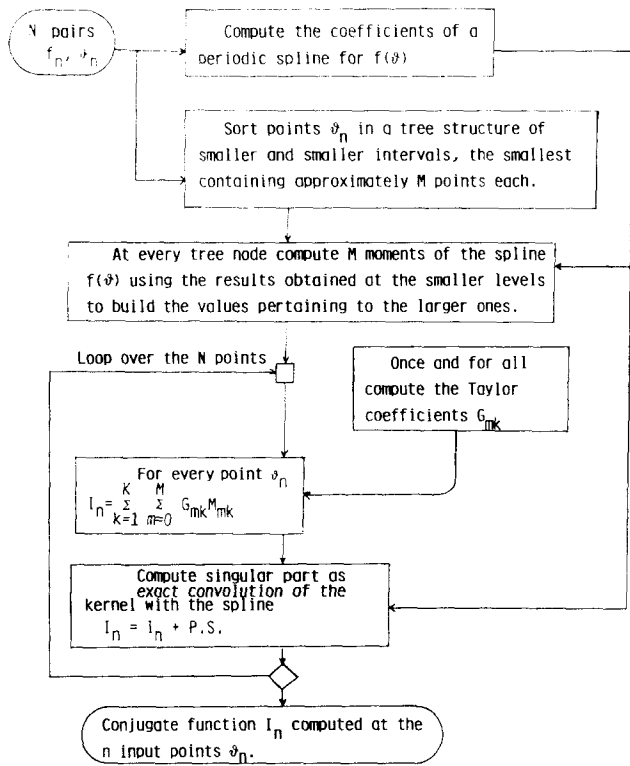 N pairs
f_n, ϑ_n
Compute the coefficients of a
periodic spline for f(ϑ)
Sort points ϑ_n in a tree structure of
smaller and smaller intervals, the smallest
containing approximately M points each.
At every tree node compute M moments of the spline
f(ϑ) using the results obtained at the smaller levels
to build the values pertaining to the larger ones.
Loop over the N points
Once and for all
compute the Taylor
coefficients G_mk
For every point ϑ_n
K M
I_n= Σ Σ G_mk M_mk
k=1 m=0
Compute singular part as
exact convolution of the
kernel with the spline
I_n = I_n + P.S.
Conjugate function I_n computed at the
n input points ϑ_n.